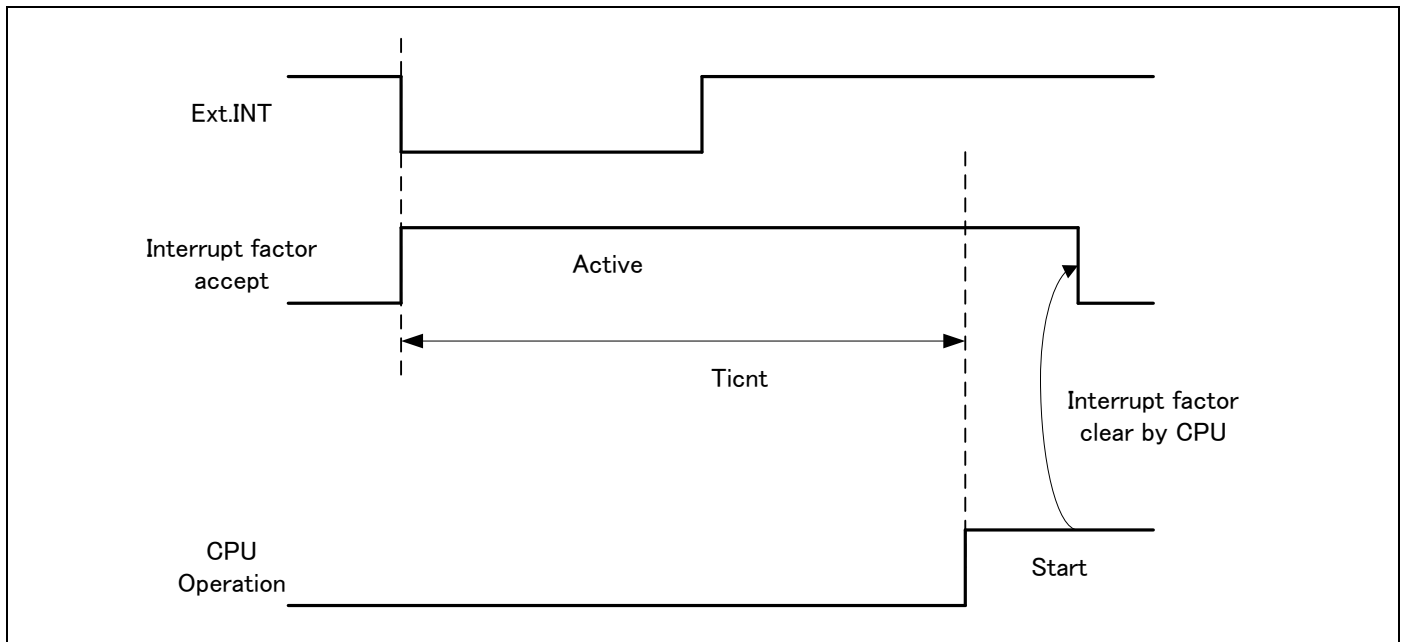 Ext.INT
Interrupt factor
accept
Active
Ticnt
Interrupt factor
clear by CPU
CPU
Operation
Start